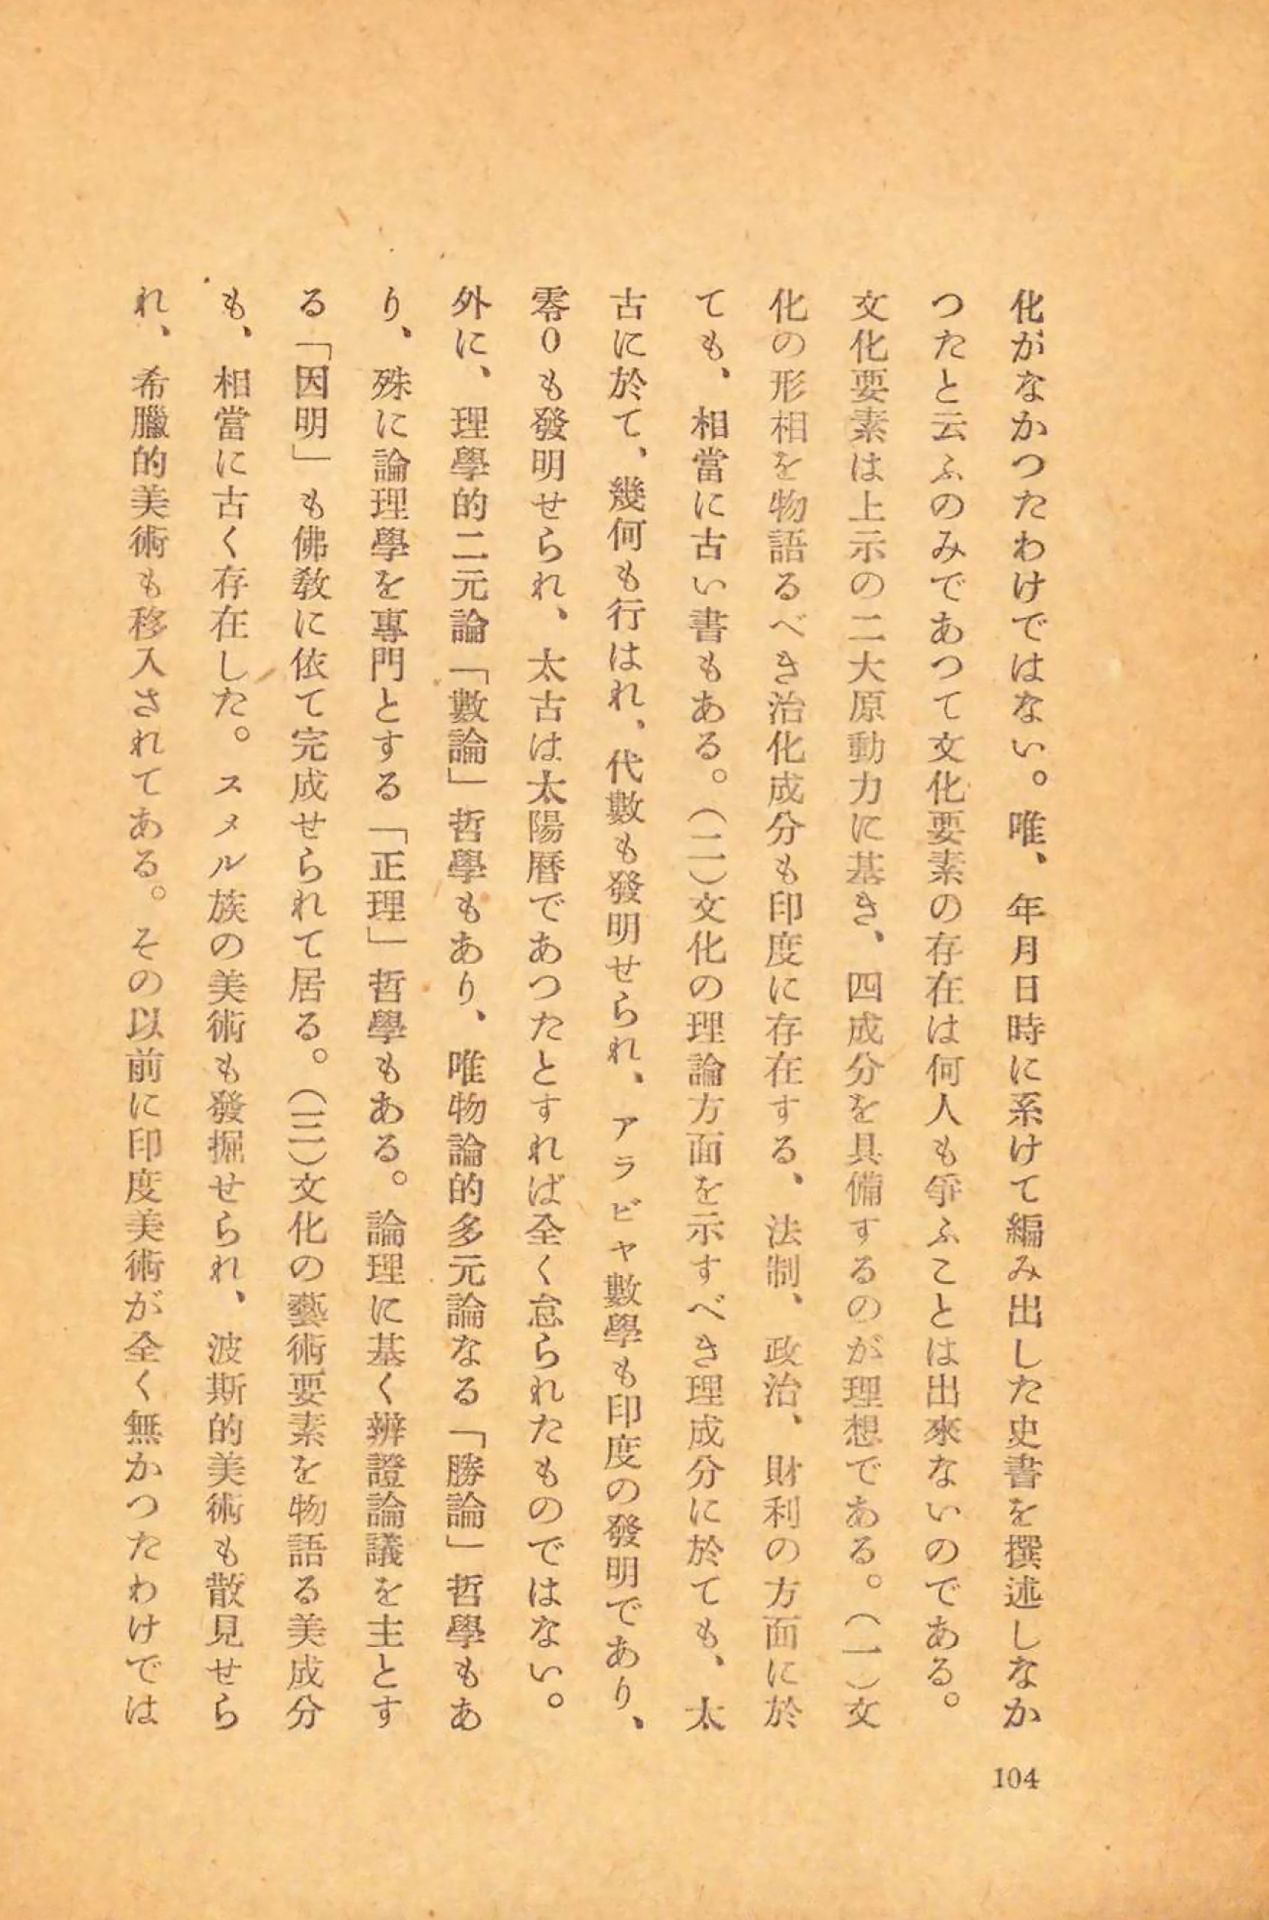 化がなかつたわけではない。唯、年月日時に系けて編み出した史書を撰述しなか
つたと云ふのみであつて文化要素の存在は何人も爭ふことは出來ないのである。
文化要素は上示の二大原動力に基き、四成分を具備するのが理想である。(一)文
化の形相を物語るべき治化成分も印度に存在する、法制、政治、財利の方面に於
ても、相當に古い書もある。(二)文化の理論方面を示すべき理成分に於ても、太
古に於て、幾何も行はれ、代數も發明せられ、アラビヤ數學も印度の發明であり、
零0も發明せられ、太古は太陽曆であつたとすれば全く怠られたものではない。
外に、理學的二元論「數論」哲學もあり、唯物論的多元論なる「勝論」哲學もあ
り、殊に論理學を專門とする「正理」哲學もある。論理に基く辨證論議を主とす
る「因明」も佛敎に依て完成せられて居る。(三)文化の藝術要素を物語る美成分
も、相當に古く存在した。スメル族の美術も發掘せられ、波斯的美術も散見せら
れ、希臘的美術も移入されてある。その以前に印度美術が全く無かつたわけでは
104